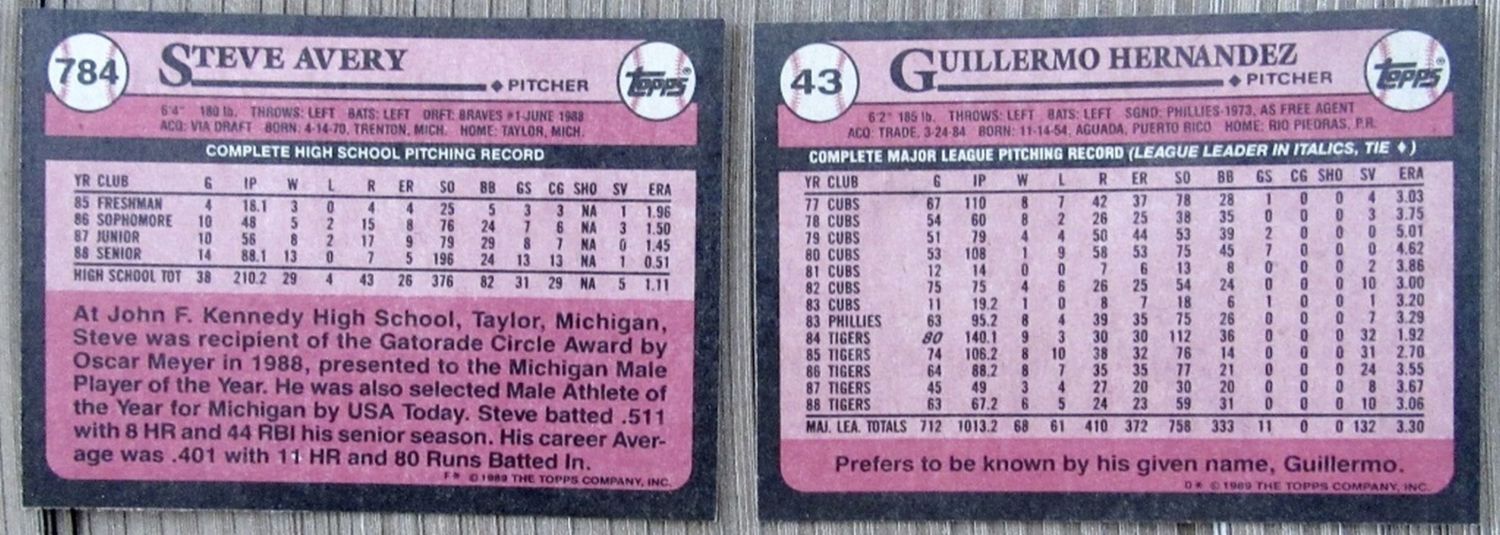 784
STEVE AVERY
PITCHER
TOPPS®
6'4" 180 lb. THROWS: LEFT BATS: LEFT DRFT: BRAVES #1-JUNE 1988
ACQ: VIA DRAFT BORN: 4-14-70, TRENTON, MICH. HOME: TAYLOR, MICH.
COMPLETE HIGH SCHOOL PITCHING RECORD
YR CLUB G IP W L R ER SO BB GS CG SHO SV ERA
85 FRESHMAN 4 18.1 3 0 4 4 25 5 3 3 NA 1 1.96
86 SOPHOMORE 10 48 5 2 15 8 76 24 7 6 NA 3 1.50
87 JUNIOR 10 56 8 2 17 9 79 29 8 7 NA 0 1.45
88 SENIOR 14 88.1 13 0 7 5 196 24 13 13 NA 1 0.51
HIGH SCHOOL TOT 38 210.2 29 4 43 26 376 82 31 29 NA 5 1.11
At John F. Kennedy High School, Taylor, Michigan,
Steve was recipient of the Gatorade Circle Award by
Oscar Meyer in 1988, presented to the Michigan Male
Player of the Year. He was also selected Male Athlete of
the Year for Michigan by USA Today. Steve batted .511
with 8 HR and 44 RBI his senior season. His career Aver-
age was .401 with 11 HR and 80 Runs Batted In.
F* © 1989 THE TOPPS COMPANY, INC.
43
GUILLERMO HERNANDEZ
PITCHER
TOPPS®
6'2" 185 lb. THROWS: LEFT BATS: LEFT SGND: PHILLIES-1973, AS FREE AGENT
ACQ: TRADE, 3-24-84 BORN: 11-14-54, AGUADA, PUERTO RICO HOME: RIO PIEDRAS, P.R.
COMPLETE MAJOR LEAGUE PITCHING RECORD (LEAGUE LEADER IN ITALICS, TIE ♦)
YR CLUB G IP W L R ER SO BB GS CG SHO SV ERA
77 CUBS 67 110 8 7 42 37 78 28 1 0 0 4 3.03
78 CUBS 54 60 8 2 26 25 38 35 0 0 0 3 3.75
79 CUBS 51 79 4 4 50 44 53 39 2 0 0 0 5.01
80 CUBS 53 108 1 9 58 53 75 45 7 0 0 0 4.62
81 CUBS 12 14 0 0 7 6 13 8 0 0 0 2 3.86
82 CUBS 75 75 4 6 26 25 54 24 0 0 0 10 3.00
83 CUBS 11 19.2 1 0 8 7 18 6 1 0 0 1 3.20
83 PHILLIES 63 95.2 8 4 39 35 75 26 0 0 0 7 3.29
84 TIGERS 80 140.1 9 3 30 30 112 36 0 0 0 32 1.92
85 TIGERS 74 106.2 8 10 38 32 76 14 0 0 0 31 2.70
86 TIGERS 64 88.2 8 7 35 35 77 21 0 0 0 24 3.55
87 TIGERS 45 49 3 4 27 20 30 20 0 0 0 8 3.67
88 TIGERS 63 67.2 6 5 24 23 59 31 0 0 0 10 3.06
MAJ. LEA. TOTALS 712 1013.2 68 61 410 372 758 333 11 0 0 132 3.30
Prefers to be known by his given name, Guillermo.
D* © 1989 THE TOPPS COMPANY, INC.